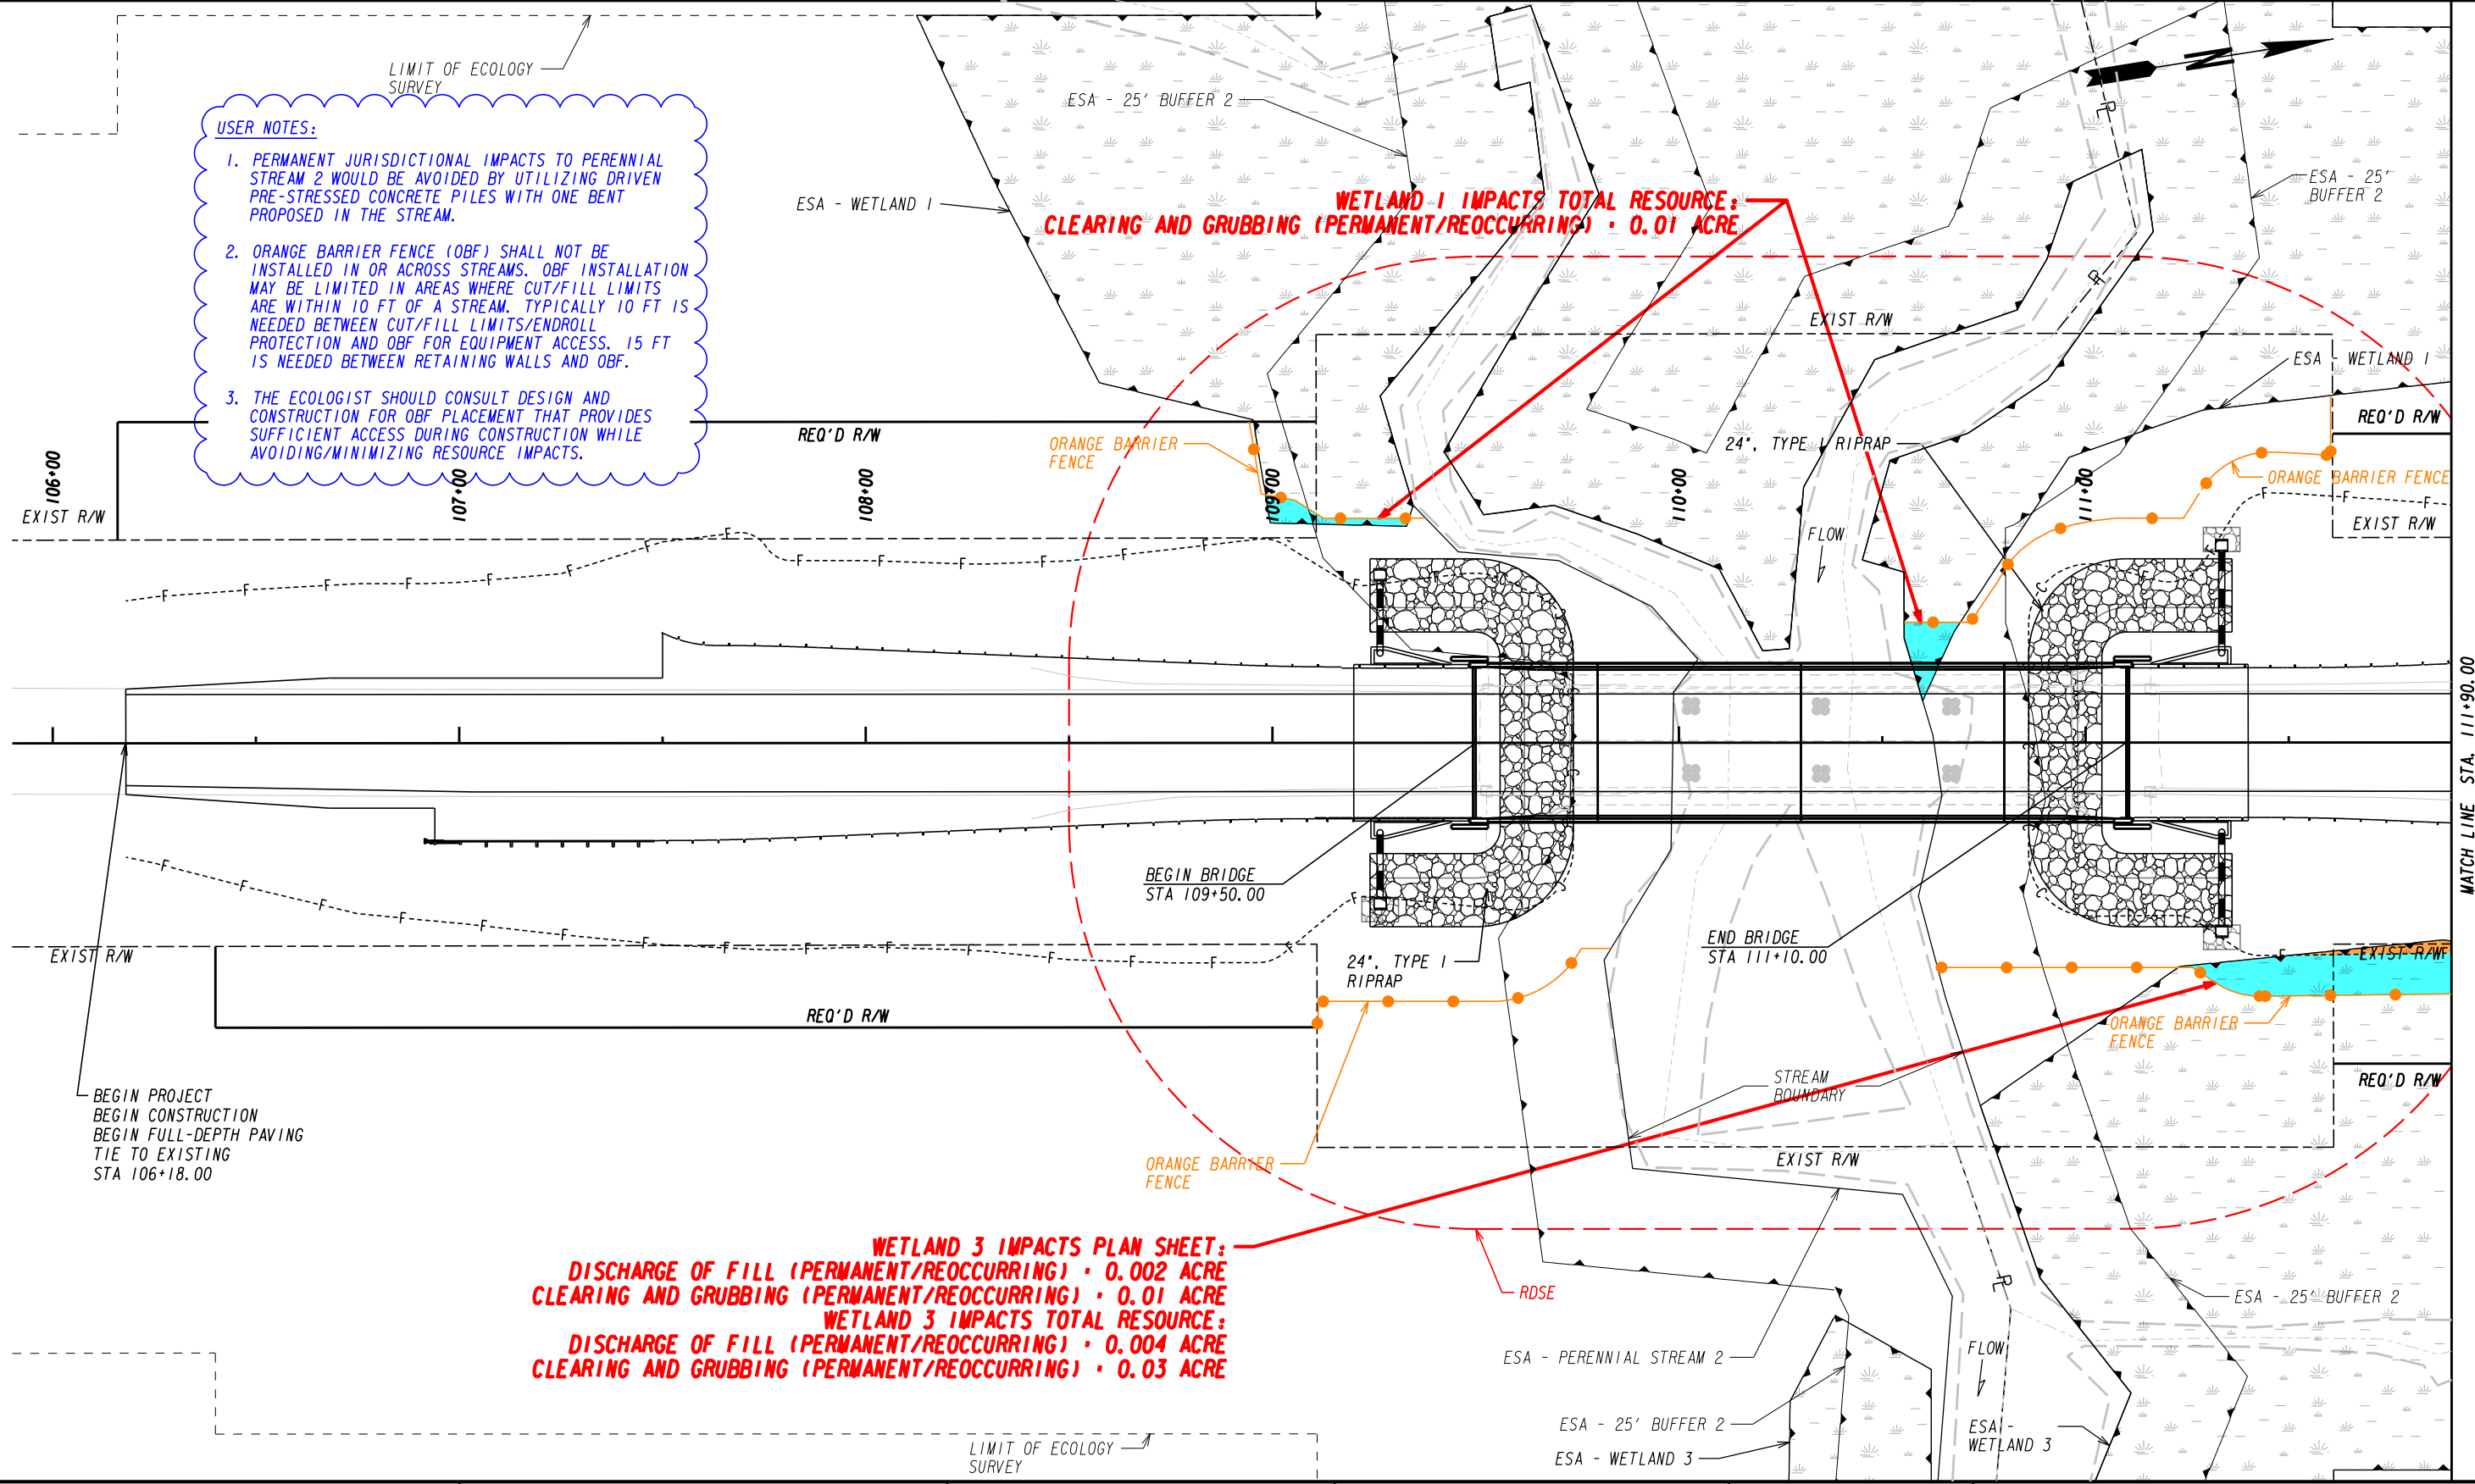 LIMIT OF ECOLOGY
SURVEY
USER NOTES:
1. PERMANENT JURISDICTIONAL IMPACTS TO PERENNIAL
STREAM 2 WOULD BE AVOIDED BY UTILIZING DRIVEN
PRE-STRESSED CONCRETE PILES WITH ONE BENT
PROPOSED IN THE STREAM.
2. ORANGE BARRIER FENCE (OBF) SHALL NOT BE
INSTALLED IN OR ACROSS STREAMS. OBF INSTALLATION
MAY BE LIMITED IN AREAS WHERE CUT/FILL LIMITS
ARE WITHIN 10 FT OF A STREAM. TYPICALLY 10 FT IS
NEEDED BETWEEN CUT/FILL LIMITS/ENDROLL
PROTECTION AND OBF FOR EQUIPMENT ACCESS. 15 FT
IS NEEDED BETWEEN RETAINING WALLS AND OBF.
3. THE ECOLOGIST SHOULD CONSULT DESIGN AND
CONSTRUCTION FOR OBF PLACEMENT THAT PROVIDES
SUFFICIENT ACCESS DURING CONSTRUCTION WHILE
AVOIDING/MINIMIZING RESOURCE IMPACTS.
ESA - 25' BUFFER 2
ESA - WETLAND 1
WETLAND 1 IMPACTS TOTAL RESOURCE:
CLEARING AND GRUBBING (PERMANENT/REOCCURRING) = 0.01 ACRE
ESA - 25'
BUFFER 2
EXIST R/W
ESA - WETLAND 1
REQ'D R/W
REQ'D R/W
ORANGE BARRIER
FENCE
24", TYPE 1 RIPRAP
ORANGE BARRIER FENCE
EXIST R/W
EXIST R/W
106+00
107+00
108+00
109+00
110+00
111+00
FLOW
MATCH LINE STA. 111+90.00
BEGIN BRIDGE
STA 109+50.00
END BRIDGE
STA 111+10.00
24", TYPE 1
RIPRAP
EXIST R/W
EXIST R/W
REQ'D R/W
ORANGE BARRIER
FENCE
REQ'D R/W
STREAM
BOUNDARY
BEGIN PROJECT
BEGIN CONSTRUCTION
BEGIN FULL-DEPTH PAVING
TIE TO EXISTING
STA 106+18.00
ORANGE BARRIER
FENCE
EXIST R/W
WETLAND 3 IMPACTS PLAN SHEET:
DISCHARGE OF FILL (PERMANENT/REOCCURRING) = 0.002 ACRE
CLEARING AND GRUBBING (PERMANENT/REOCCURRING) = 0.01 ACRE
WETLAND 3 IMPACTS TOTAL RESOURCE:
DISCHARGE OF FILL (PERMANENT/REOCCURRING) = 0.004 ACRE
CLEARING AND GRUBBING (PERMANENT/REOCCURRING) = 0.03 ACRE
RDSE
ESA - 25' BUFFER 2
ESA - PERENNIAL STREAM 2
FLOW
ESA - 25' BUFFER 2
ESA - WETLAND 3
ESA -
WETLAND 3
LIMIT OF ECOLOGY
SURVEY